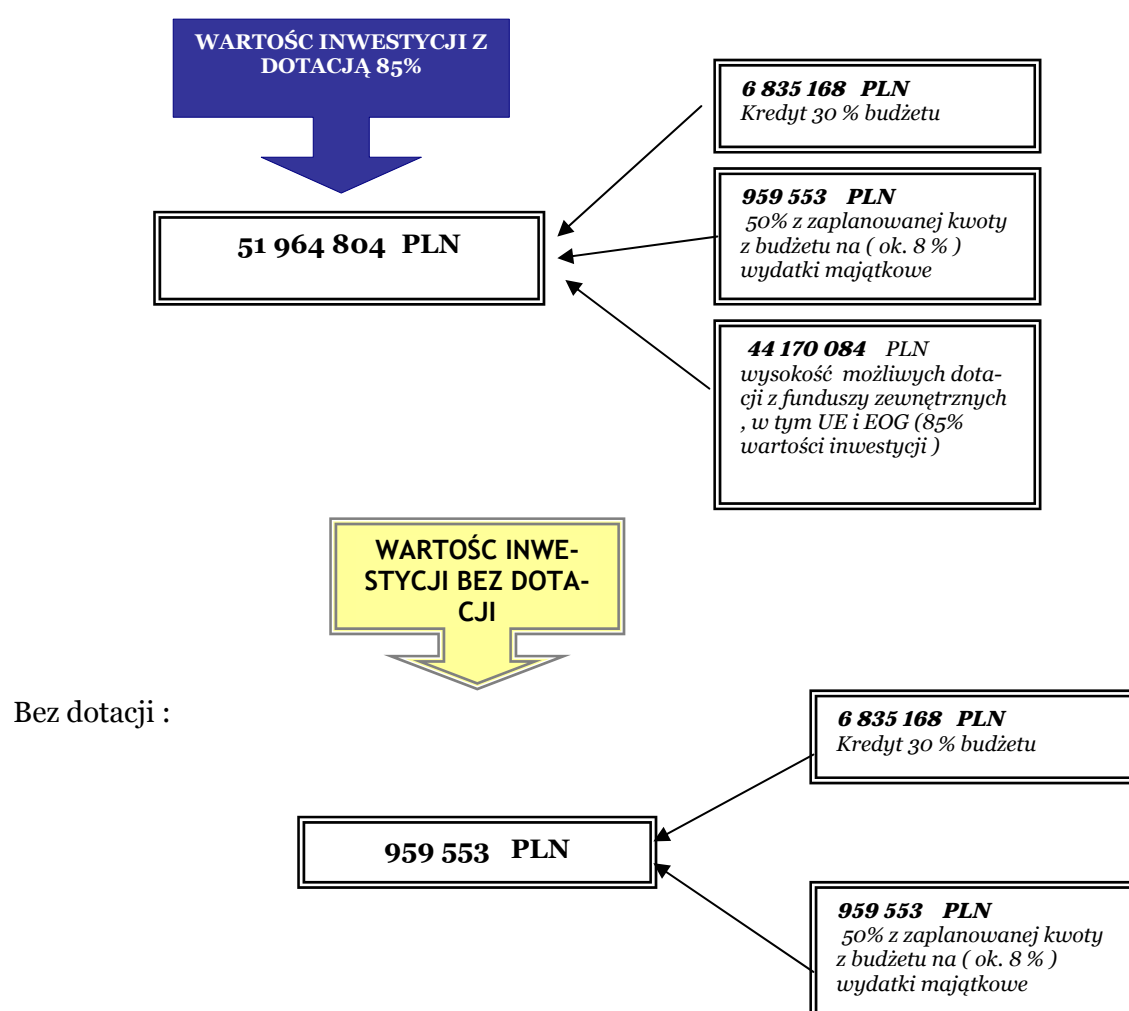 WARTOŚC INWESTYCJI Z
DOTACJĄ 85%
6 835 168 PLN
Kredyt 30 % budżetu
959 553 PLN
50% z zaplanowanej kwoty
z budżetu na ( ok. 8 % )
wydatki majątkowe
51 964 804 PLN
44 170 084 PLN
wysokość możliwych dota-
cji z funduszy zewnętrznych
, w tym UE i EOG (85%
wartości inwestycji )
WARTOŚC INWE-
STYCJI BEZ DOTA-
CJI
Bez dotacji :
6 835 168 PLN
Kredyt 30 % budżetu
959 553 PLN
959 553 PLN
50% z zaplanowanej kwoty
z budżetu na ( ok. 8 % )
wydatki majątkowe